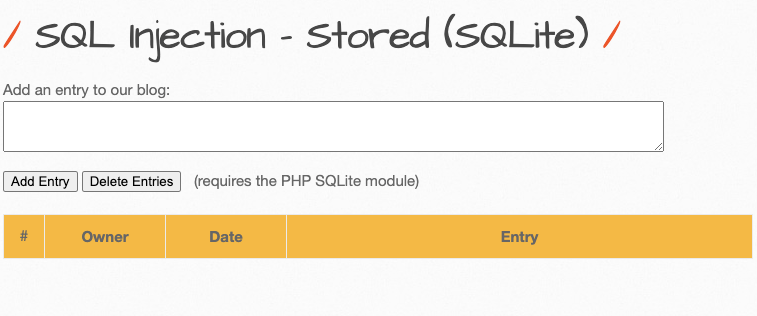 / SQL Injection - Stored (SQLite) /
Add an entry to our blog:
Add Entry Delete Entries (requires the PHP SQLite module)
# Owner Date Entry